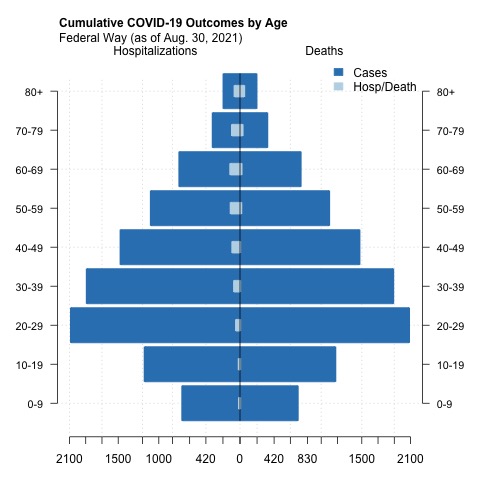 Cumulative COVID-19 Outcomes by Age
Federal Way (as of Aug. 30, 2021)
Hospitalizations Deaths
Cases
Hosp/Death
80+ 80+
70-79 70-79
60-69 60-69
50-59 50-59
40-49 40-49
30-39 30-39
20-29 20-29
10-19 10-19
0-9 0-9
2100 1500 1000 420 0 420 830 1500 2100